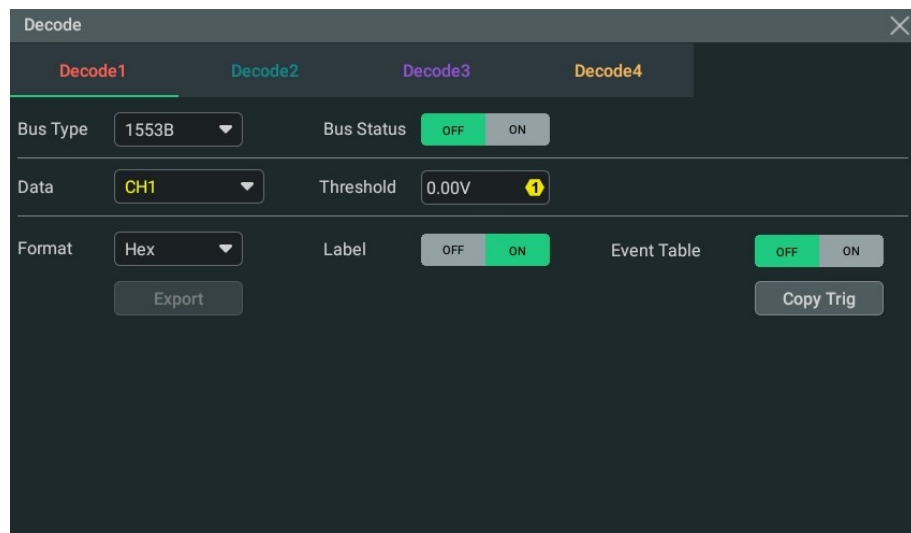 Decode
Decode1 Decode2 Decode3 Decode4
Bus Type 1553B Bus Status OFF ON
Data CH1 Threshold 0.00V 1
Format Hex Label OFF ON Event Table OFF ON
Export Copy Trig